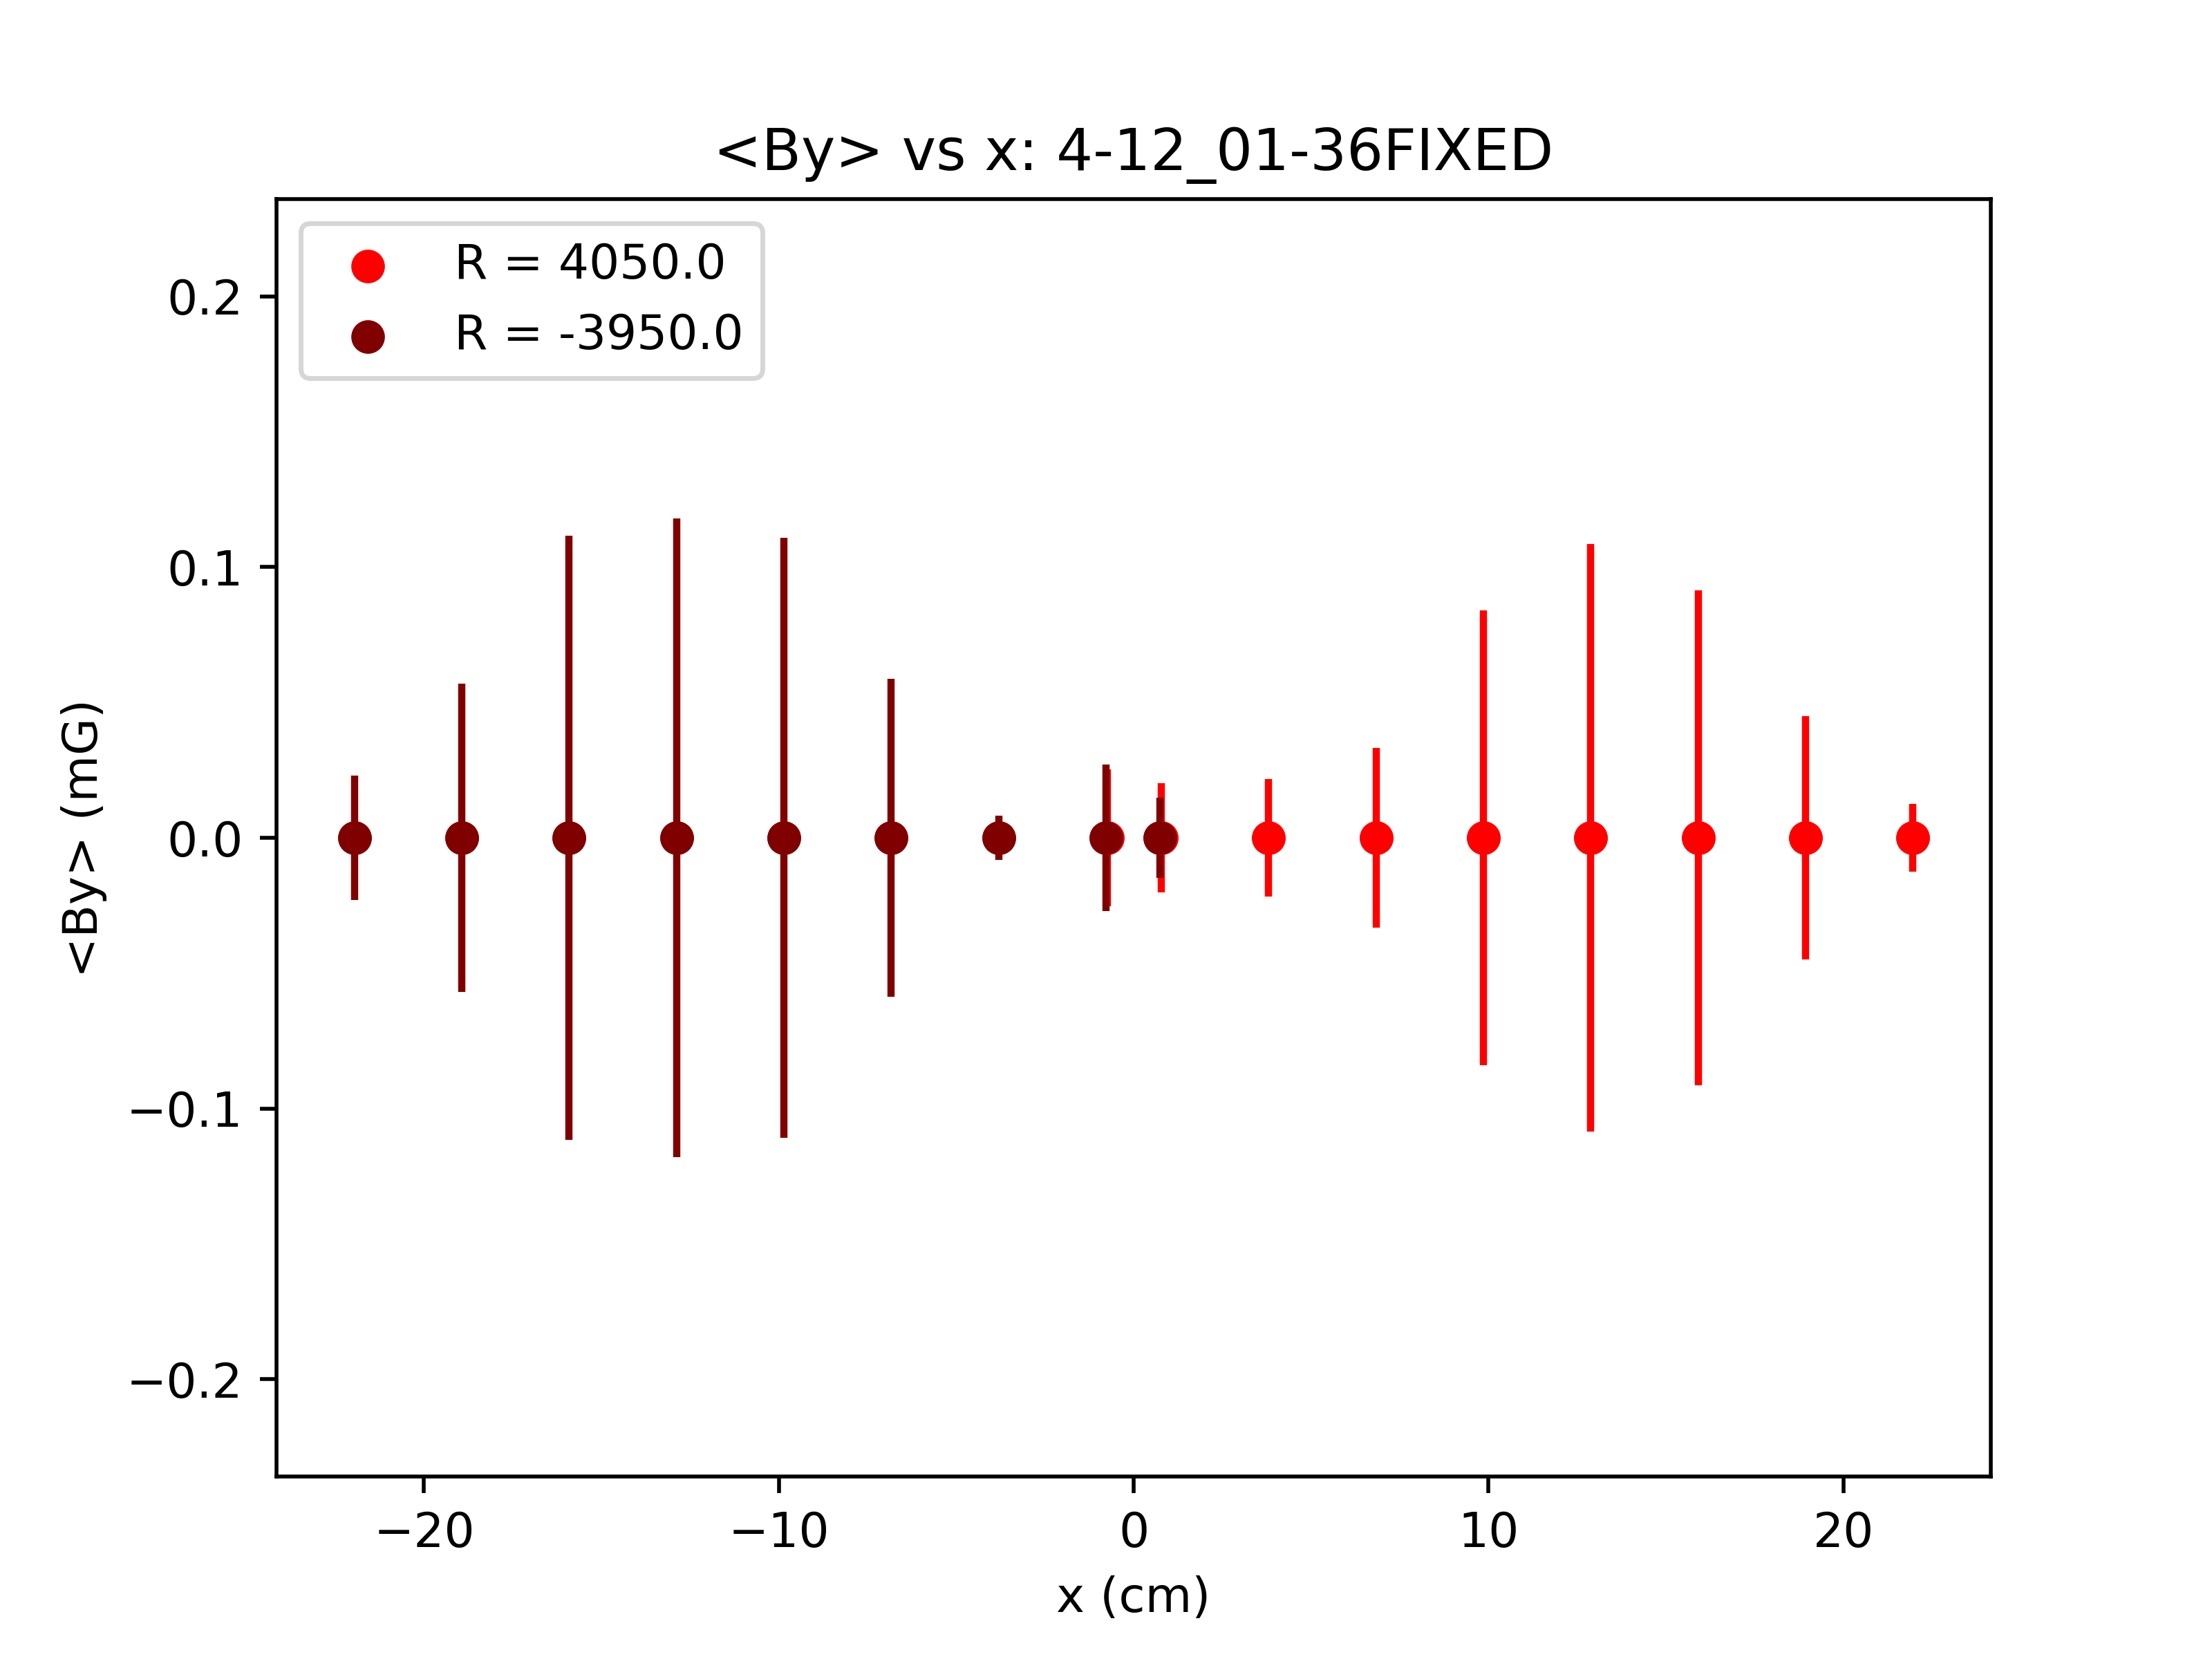 <By> vs x: 4-12_01-36FIXED
R = 4050.0
R = -3950.0
0.2
0.1
0.0
−0.1
−0.2
<By> (mG)
−20 −10 0 10 20
x (cm)